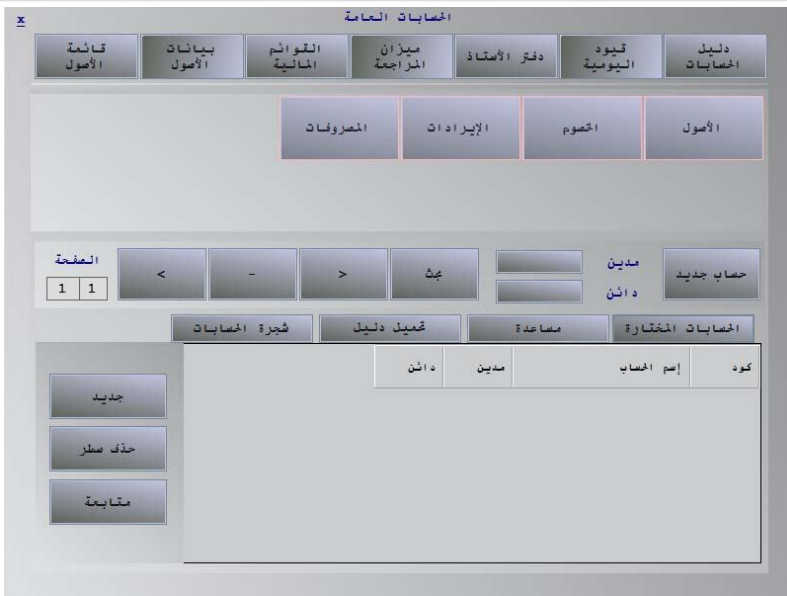 الحسابات العامة
x
دليل الحسابات
قيود اليومية
دفتر الأستاذ
ميزان المراجعة
القوائم المالية
بيانات الأصول
قائمة الأصول
الأصول
الخصوم
الإيرادات
المصروفات
حساب جديد
مدين
دائن
بحث
<
-
>
الصفحة
1 1
الحسابات المختارة
مساعدة
تحميل دليل
شجرة الحسابات
كود
إسم الحساب
مدين
دائن
جديد
حذف سطر
متابعة